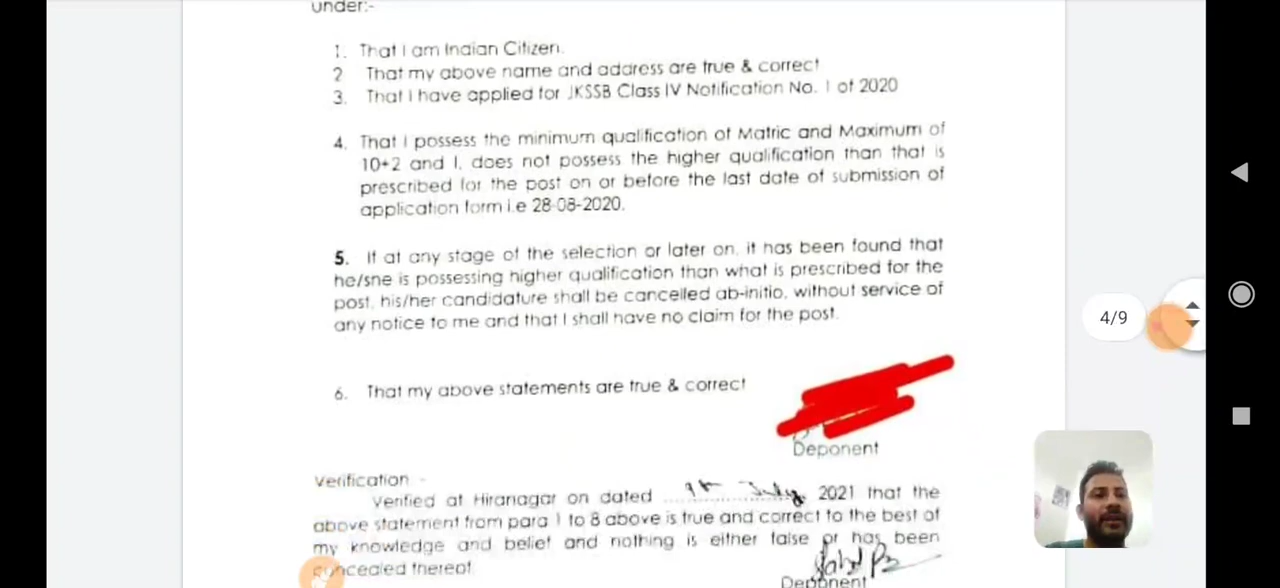 under:-
1. That I am Indian Citizen.
2 That my above name and address are true & correct
3. That I have applied for JKSSB Class IV Notification No. 1 of 2020
4. That I possess the minimum qualification of Matric and Maximum of
10+2 and I, does not possess the higher qualification than that is
prescribed for the post on or before the last date of submission of
application form i.e 28-08-2020.
5. If at any stage of the selection or later on, it has been found that
he/she is possessing higher qualification than what is prescribed for the
post, his/her candidature shall be cancelled ab-initio, without service of
any notice to me and that I shall have no claim for the post.
6. That my above statements are true & correct
Deponent
4/9
Verification -
Verified at Hiranagar on dated 9th July, 2021 that the
above statement from para 1 to 8 above is true and correct to the best of
my knowledge and belief and nothing is either false or has been
concealed thereof.
Deponent